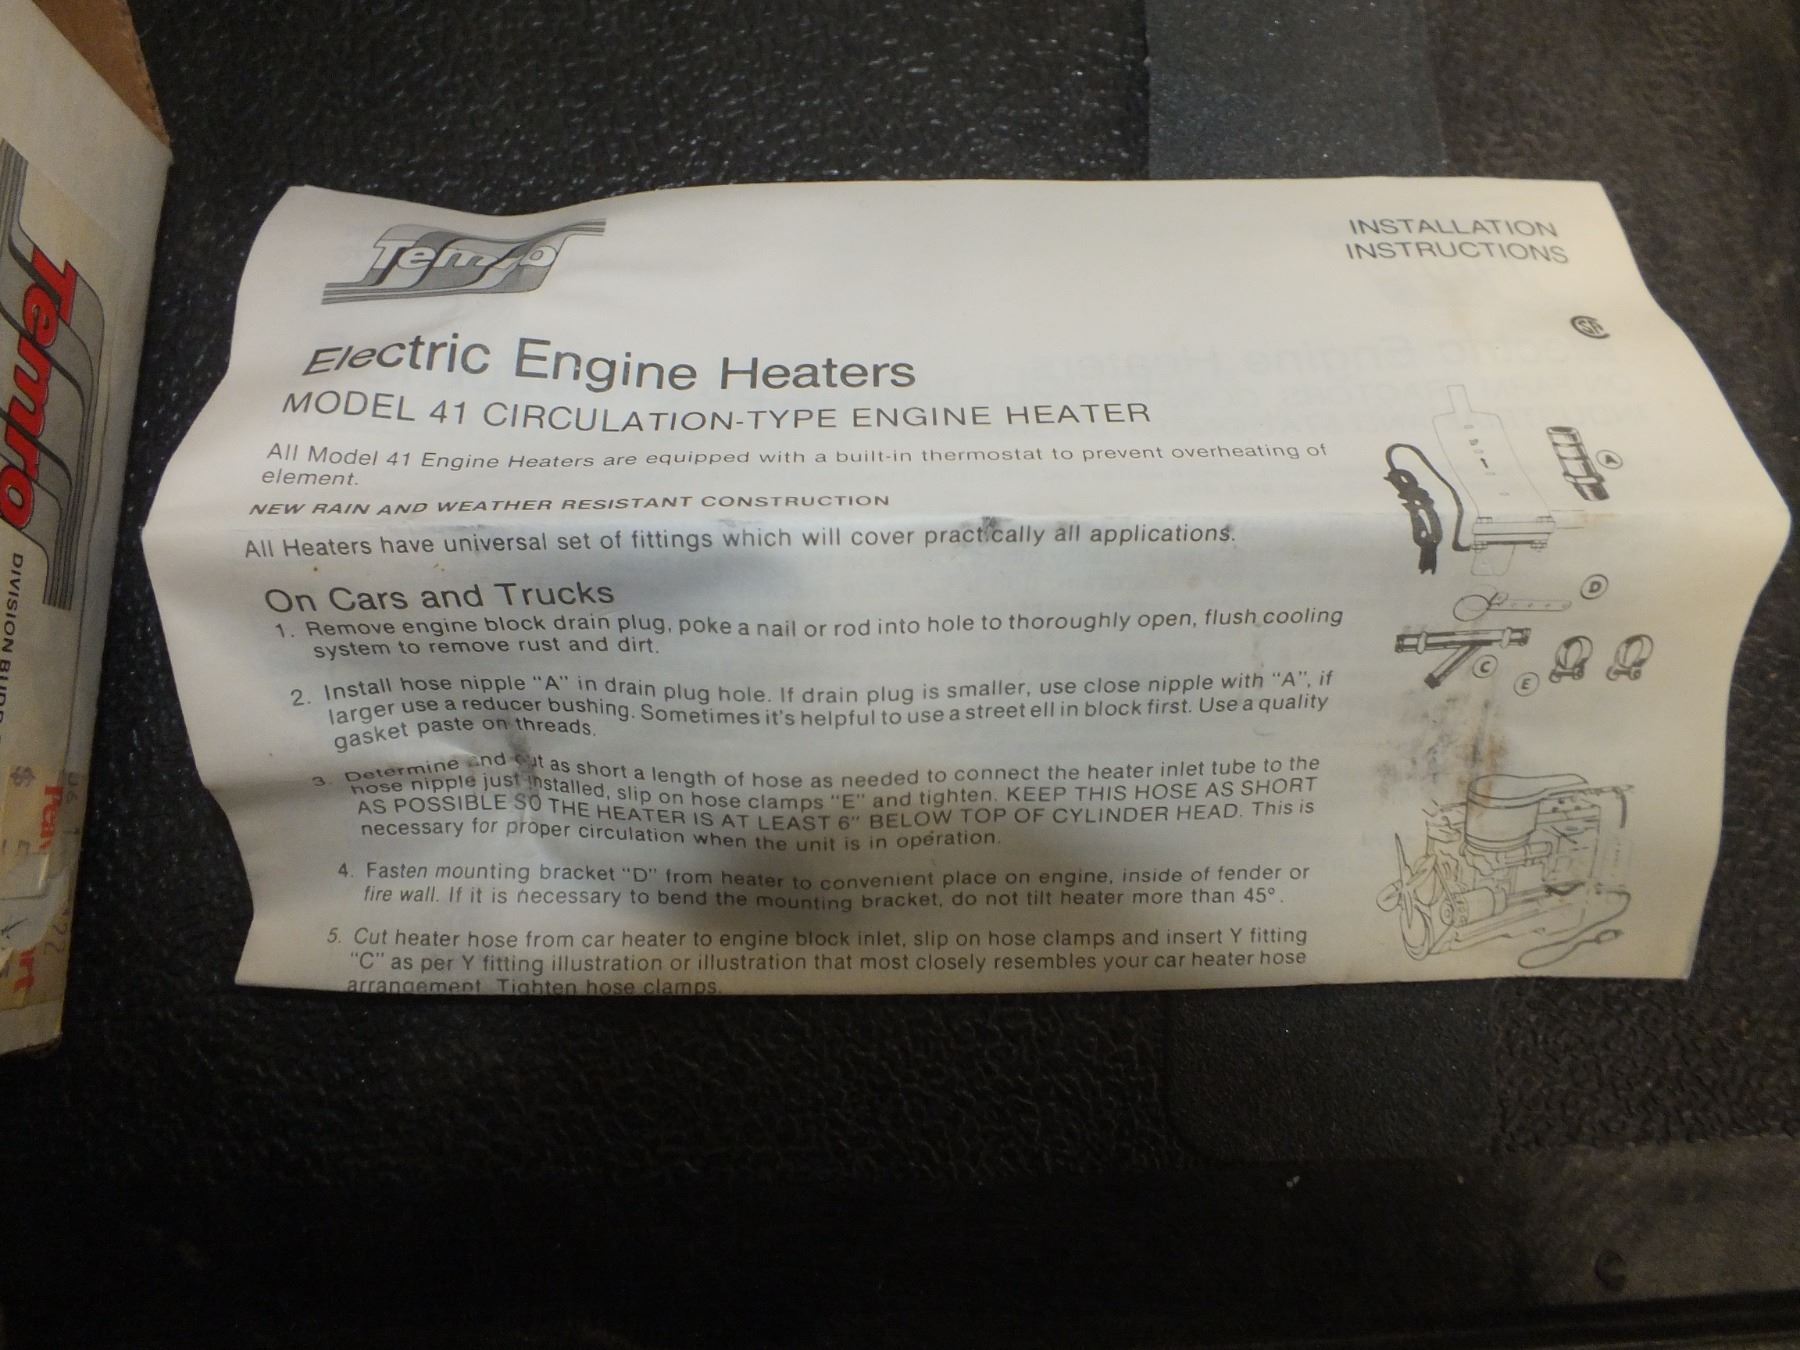 Temro
INSTALLATION
INSTRUCTIONS
CSA
Electric Engine Heaters
MODEL 41 CIRCULATION-TYPE ENGINE HEATER
All Model 41 Engine Heaters are equipped with a built-in thermostat to prevent overheating of
element.
NEW RAIN AND WEATHER RESISTANT CONSTRUCTION
All Heaters have universal set of fittings which will cover practically all applications.
On Cars and Trucks
1. Remove engine block drain plug, poke a nail or rod into hole to thoroughly open, flush cooling
system to remove rust and dirt.
2. Install hose nipple "A" in drain plug hole. If drain plug is smaller, use close nipple with "A", if
larger use a reducer bushing. Sometimes it's helpful to use a street ell in block first. Use a quality
gasket paste on threads.
3. Determine and cut as short a length of hose as needed to connect the heater inlet tube to the
hose nipple just installed, slip on hose clamps "E" and tighten. KEEP THIS HOSE AS SHORT
AS POSSIBLE SO THE HEATER IS AT LEAST 6" BELOW TOP OF CYLINDER HEAD. This is
necessary for proper circulation when the unit is in operation.
4. Fasten mounting bracket "D" from heater to convenient place on engine, inside of fender or
fire wall. If it is necessary to bend the mounting bracket, do not tilt heater more than 45°.
5. Cut heater hose from car heater to engine block inlet, slip on hose clamps and insert Y fitting
"C" as per Y fitting illustration or illustration that most closely resembles your car heater hose
arrangement. Tighten hose clamps.
A
D
C
E
Temro
DIVISION
$